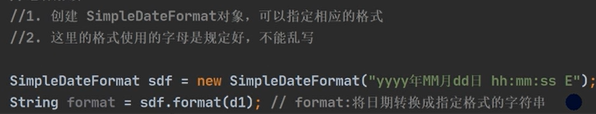 //1. 创建 SimpleDateFormat对象，可以指定相应的格式
//2. 这里的格式使用的字母是规定好，不能乱写
SimpleDateFormat sdf = new SimpleDateFormat("yyyy年MM月dd日 hh:mm:ss E");
String format = sdf.format(d1); // format:将日期转换成指定格式的字符串